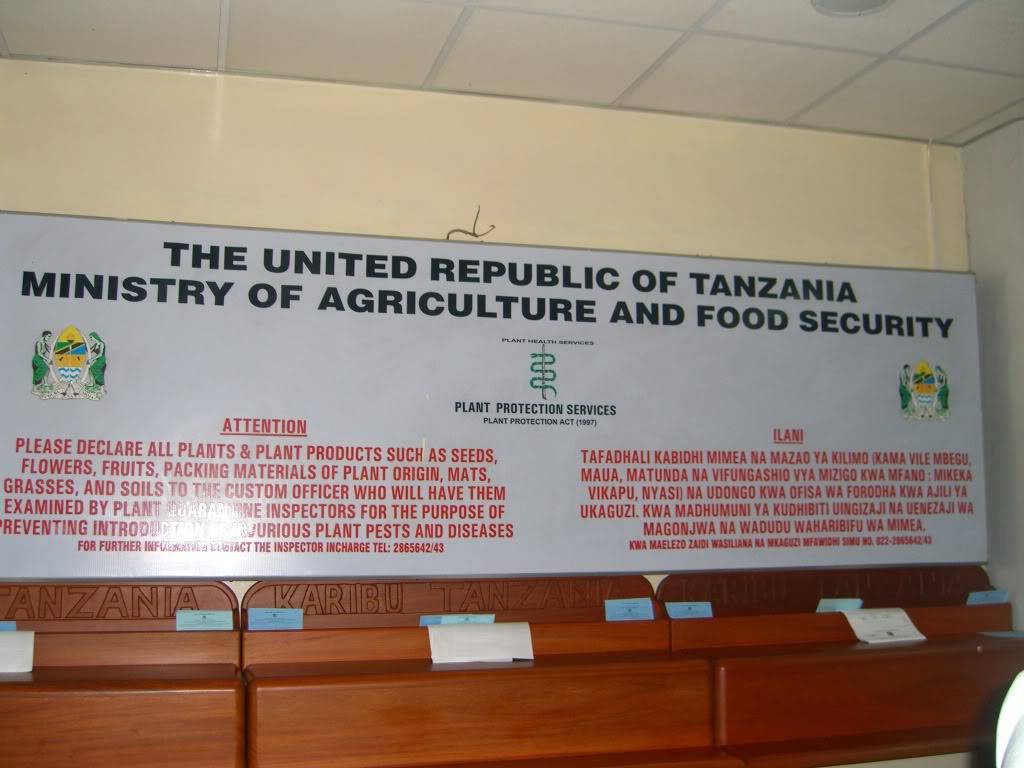 THE UNITED REPUBLIC OF TANZANIA
MINISTRY OF AGRICULTURE AND FOOD SECURITY
PLANT HEALTH SERVICES
PLANT PROTECTION SERVICES
PLANT PROTECTION ACT (1997)
ATTENTION
PLEASE DECLARE ALL PLANTS & PLANT PRODUCTS SUCH AS SEEDS,
FLOWERS, FRUITS, PACKING MATERIALS OF PLANT ORIGIN, MATS,
GRASSES, AND SOILS TO THE CUSTOM OFFICER WHO WILL HAVE THEM
EXAMINED BY PLANT QUARANTINE INSPECTORS FOR THE PURPOSE OF
PREVENTING INTRODUCTION OF INJURIOUS PLANT PESTS AND DISEASES
FOR FURTHER INFORMATION CONTACT THE INSPECTOR INCHARGE TEL: 2865642/43
ILANI
TAFADHALI KABIDHI MIMEA NA MAZAO YA KILIMO (KAMA VILE MBEGU,
MAUA, MATUNDA NA VIFUNGASHIO VYA MIZIGO KWA MFANO : MIKEKA
VIKAPU, NYASI) NA UDONGO KWA OFISA WA FORODHA KWA AJILI YA
UKAGUZI. KWA MADHUMUNI YA KUDHIBITI UINGIZAJI NA UENEZAJI WA
MAGONJWA NA WADUDU WAHARIBIFU WA MIMEA.
KWA MAELEZO ZAIDI WASILIANA NA MKAGUZI MFAWIDHI SIMU NO. 022-2865642/43
TANZANIA
KARIBU TANZANIA
KARIBU TANZANIA